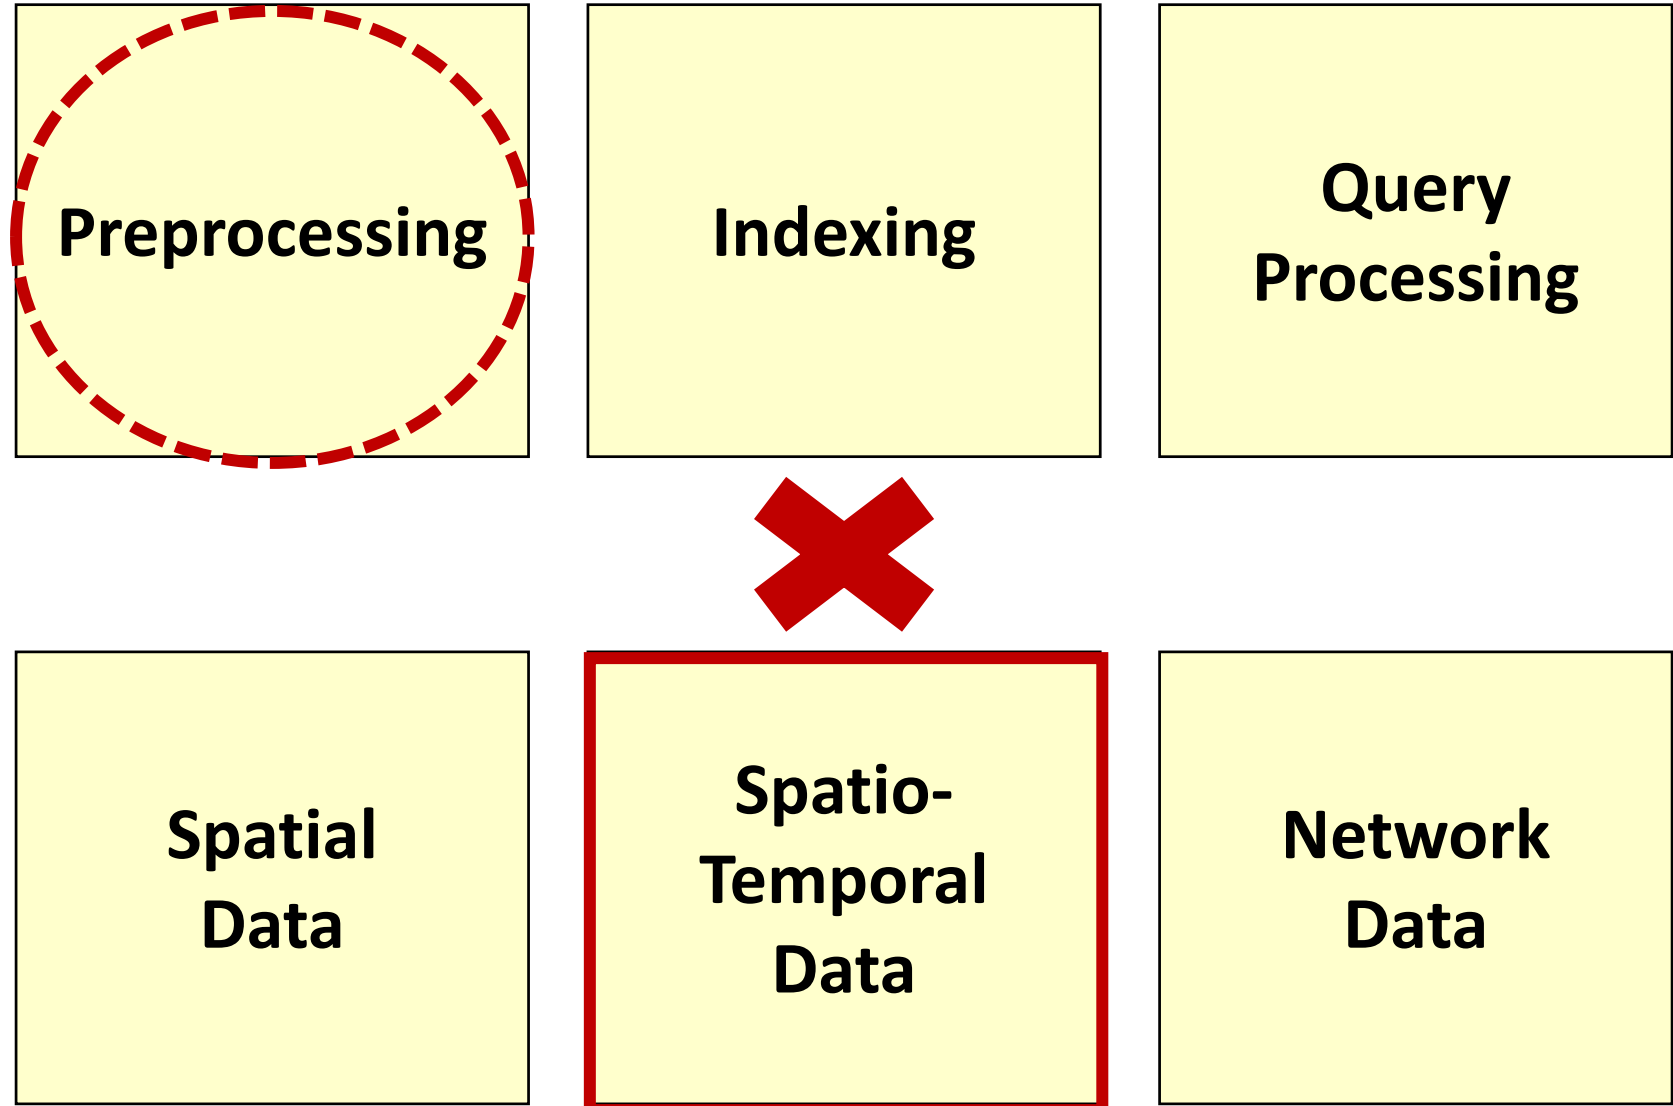 Preprocessing
Indexing
Query
Processing
Spatial
Data
Spatio-
Temporal
Data
Network
Data